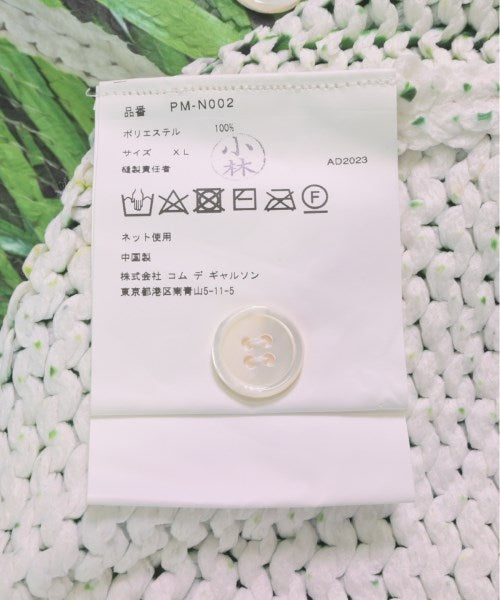 品番 PM-N002
ポリエステル 100%
サイズ XL
縫製責任者 小林
AD2023
F
ネット使用
中国製
株式会社 コム デ ギャルソン
東京都港区南青山5-11-5